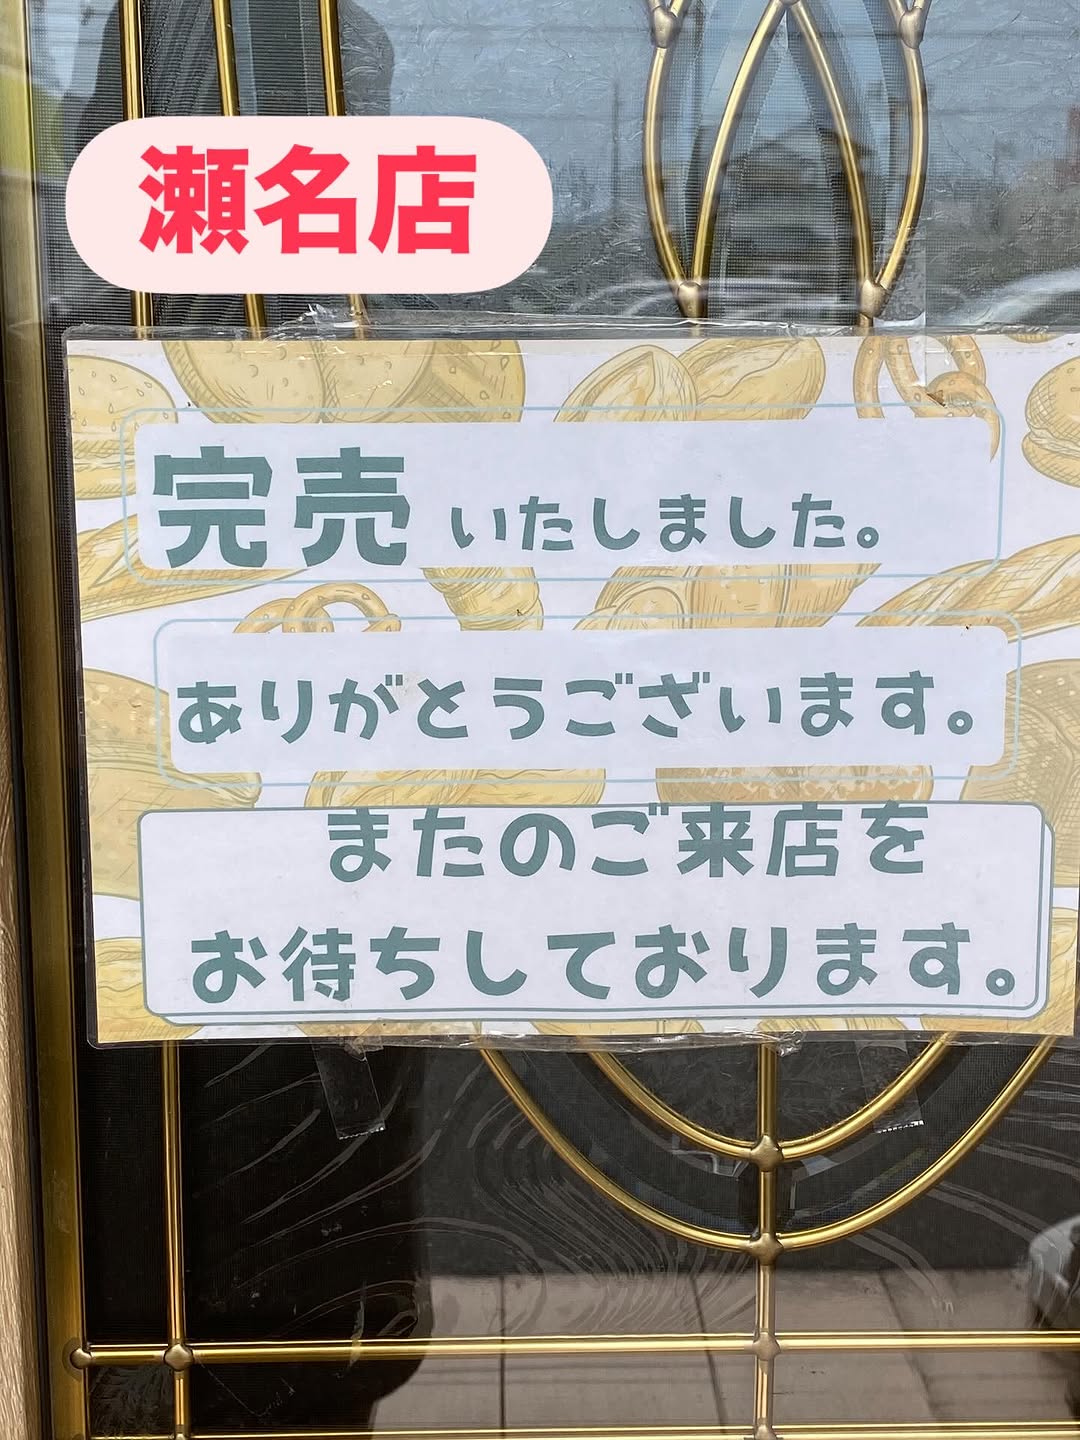 瀬名店
完売いたしました。
ありがとうございます。
またのご来店を
お待ちしております。